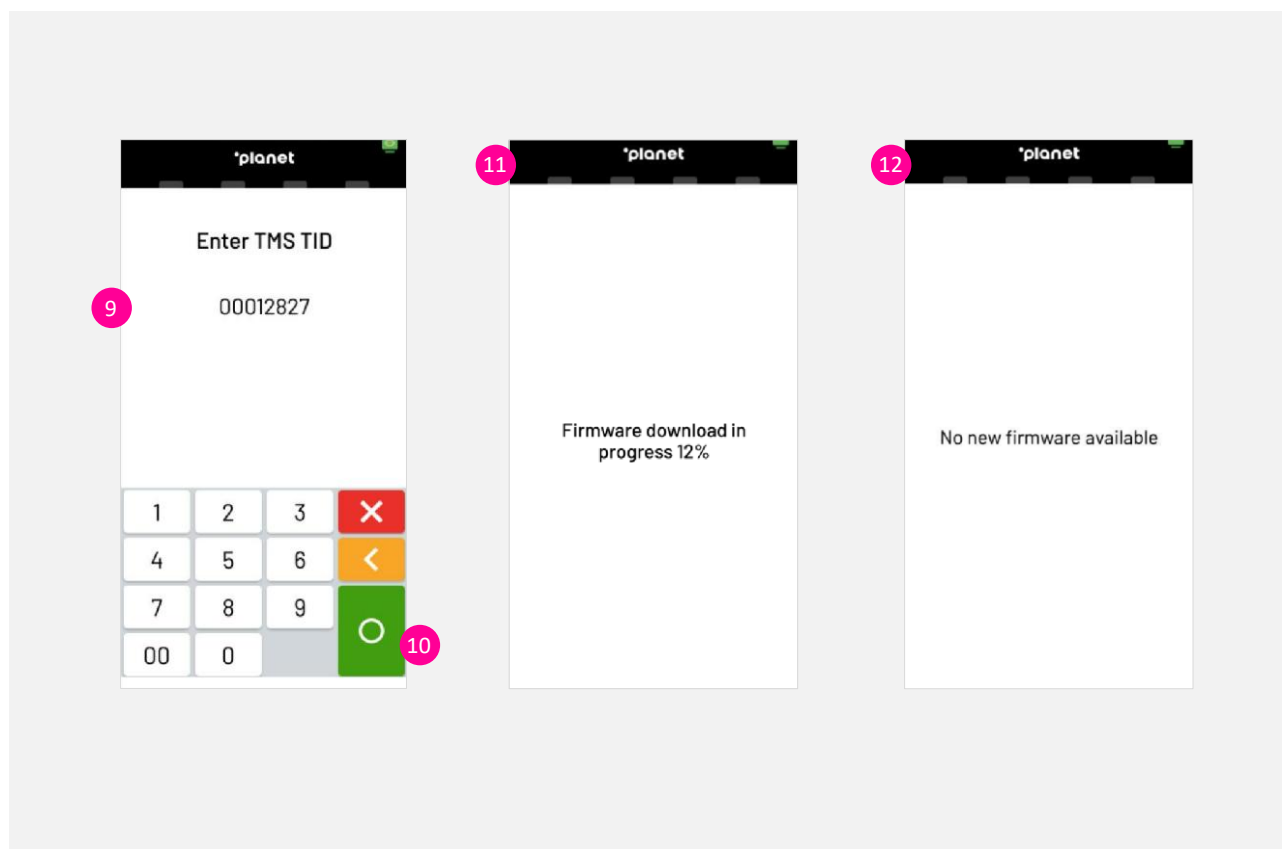 planet
Enter TMS TID
9
00012827
1 2 3
4 5 6
7 8 9
10
00 0
11
planet
Firmware download in
progress 12%
12
planet
No new firmware available